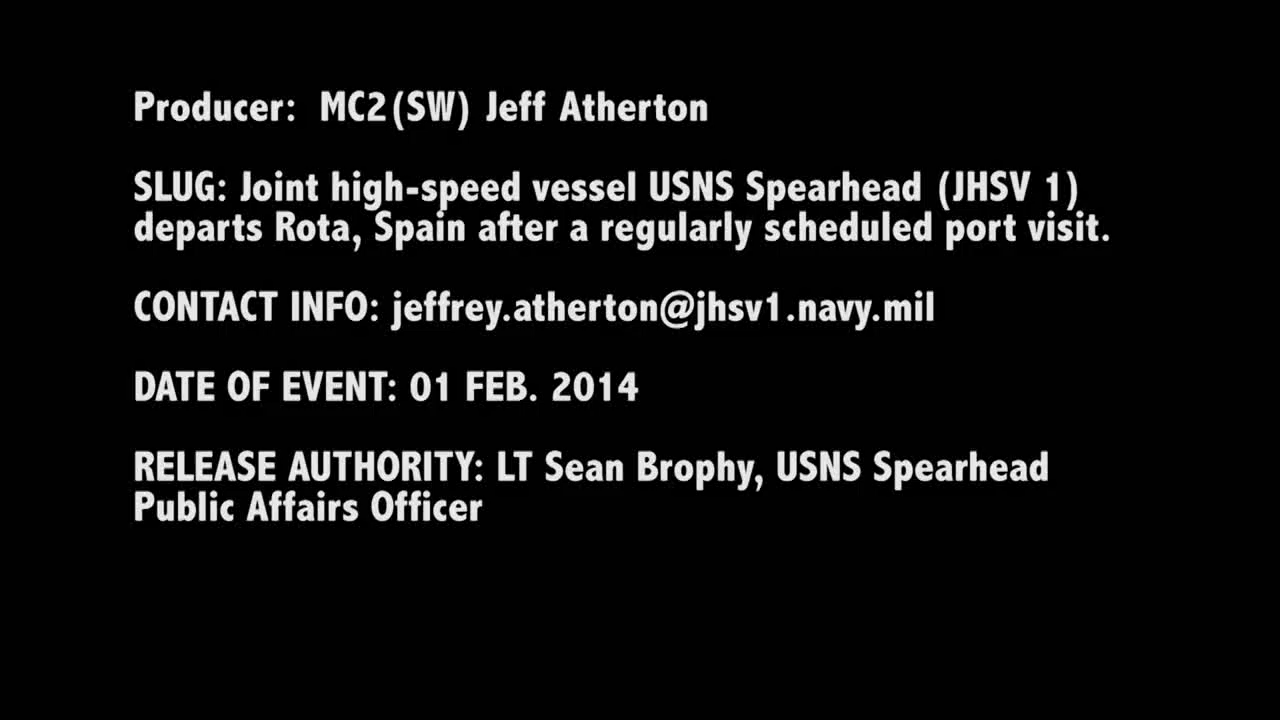 Producer:  MC2(SW) Jeff Atherton
SLUG: Joint high-speed vessel USNS Spearhead (JHSV 1)
departs Rota, Spain after a regularly scheduled port visit.
CONTACT INFO: jeffrey.atherton@jhsv1.navy.mil
DATE OF EVENT: 01 FEB. 2014
RELEASE AUTHORITY: LT Sean Brophy, USNS Spearhead
Public Affairs Officer